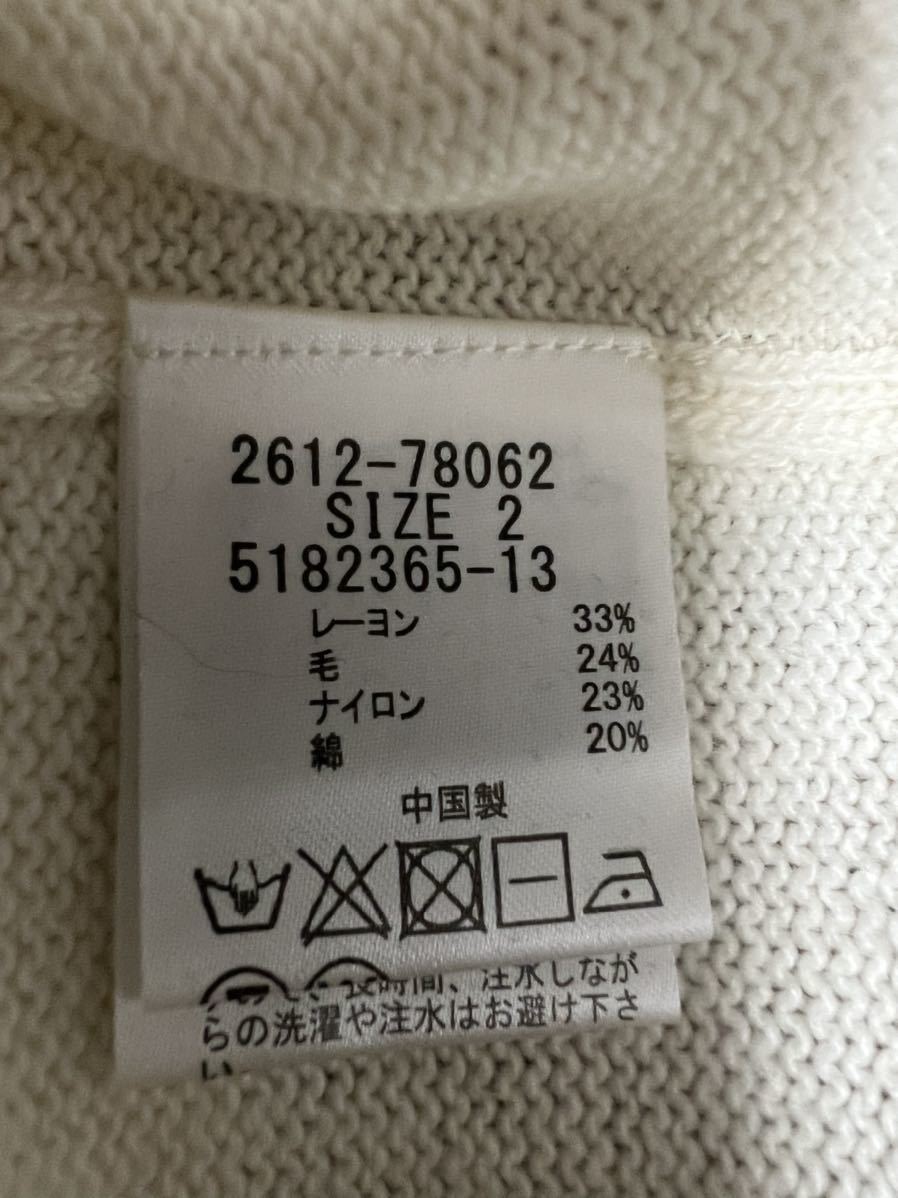 2612-78062
SIZE 2
5182365-13
レーヨン 33%
毛 24%
ナイロン 23%
綿 20%
中国製
長時間、注水しなが
らの洗濯や注水はお避け下さ
い